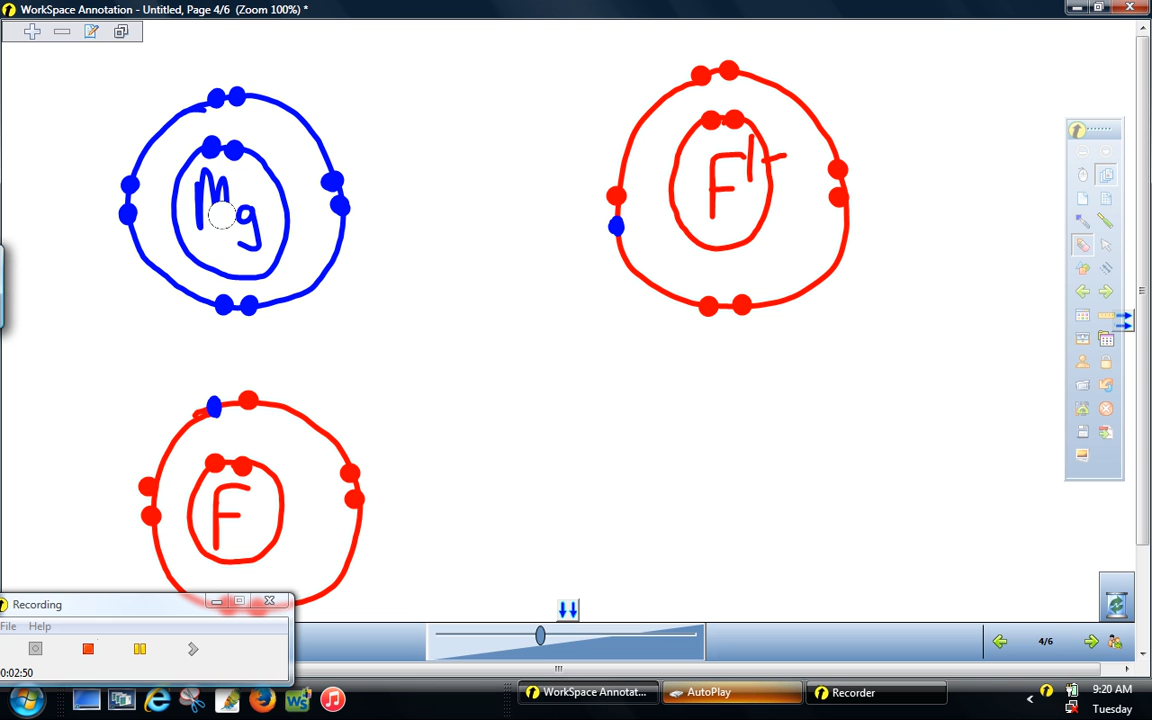 WorkSpace Annotation - Untitled, Page 4/6 (Zoom 100%) *
Mg
F 1-
F
Recording
File Help
0:02:50
4/6
WorkSpace Annotat...
AutoPlay
Recorder
9:20 AM
Tuesday